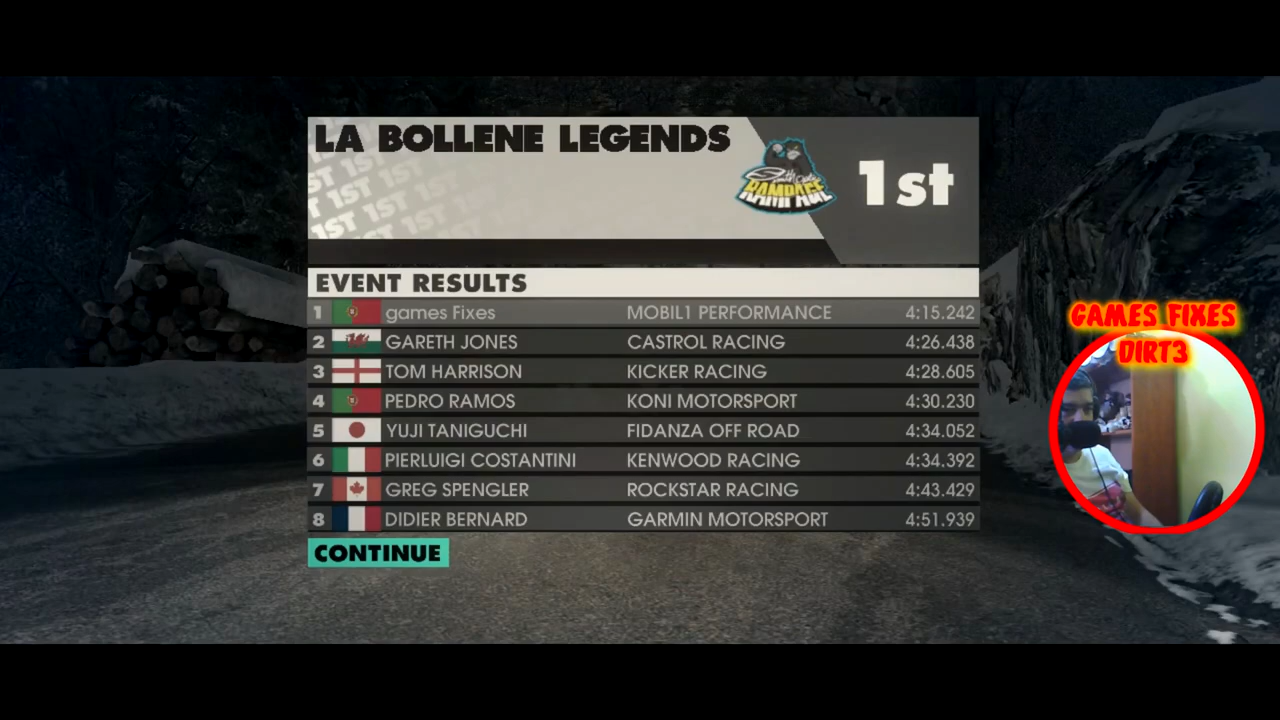 LA BOLLENE LEGENDS
RAMPAGE
1st
EVENT RESULTS
1 games Fixes MOBIL1 PERFORMANCE 4:15.242
2 GARETH JONES CASTROL RACING 4:26.438
3 TOM HARRISON KICKER RACING 4:28.605
4 PEDRO RAMOS KONI MOTORSPORT 4:30.230
5 YUJI TANIGUCHI FIDANZA OFF ROAD 4:34.052
6 PIERLUIGI COSTANTINI KENWOOD RACING 4:34.392
7 GREG SPENGLER ROCKSTAR RACING 4:43.429
8 DIDIER BERNARD GARMIN MOTORSPORT 4:51.939
CONTINUE
GAMES FIXES
DIRT3